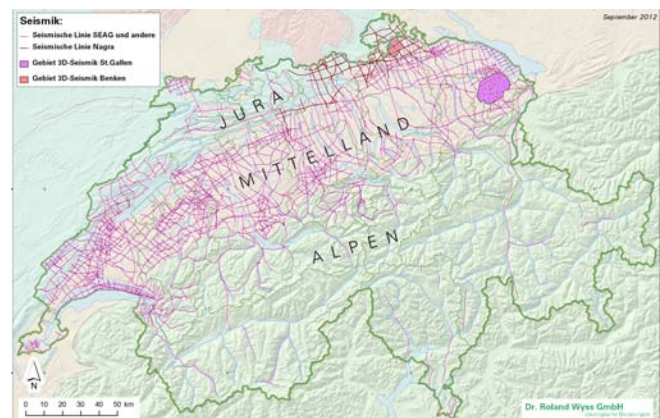 Seismik:
Seismische Linie SEAG und andere
Seismische Linie Nagra
Gebiet 3D-Seismik St.Gallen
Gebiet 3D-Seismik Benken
September 2012
JURA
MITTELLAND
ALPEN
N
0 10 20 30 40 50 km
Dr. Roland Wyss GmbH